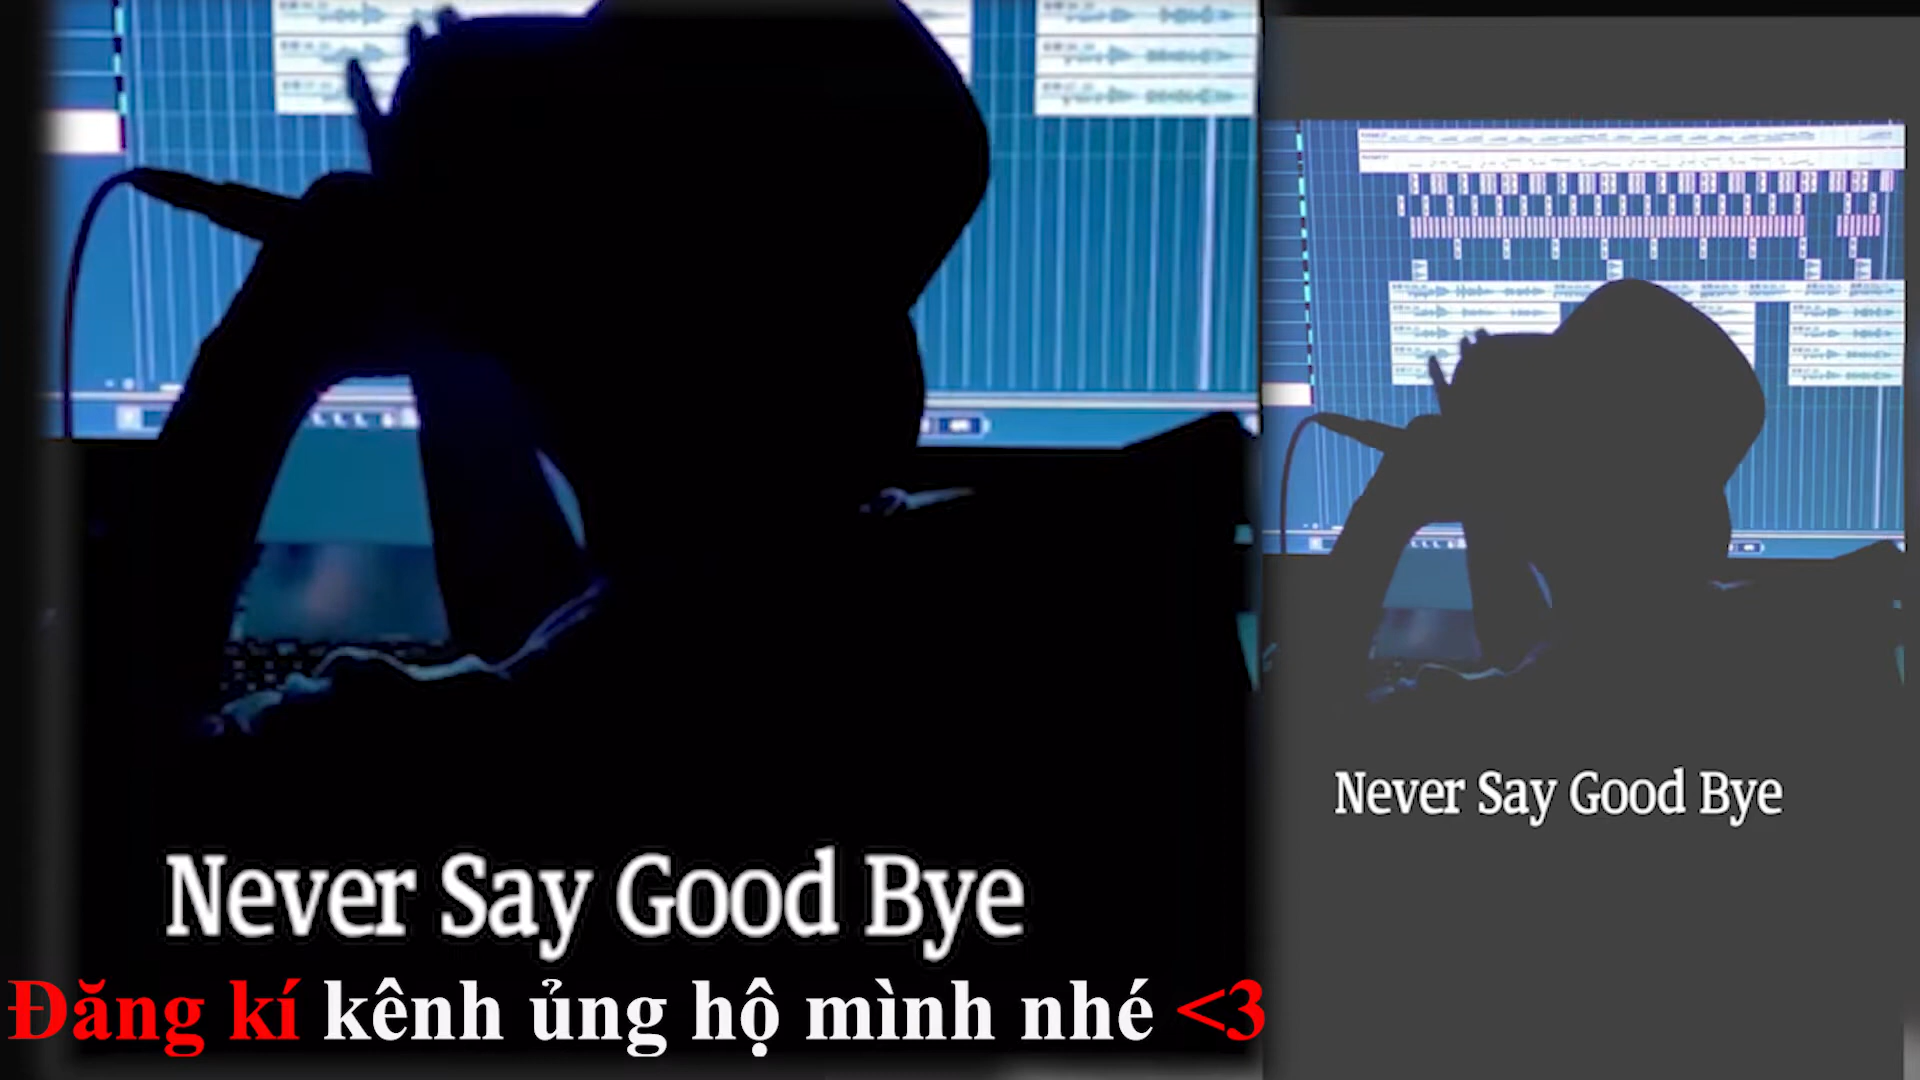 Never Say Good Bye
Đăng kí kênh ủng hộ mình nhé <3
Never Say Good Bye